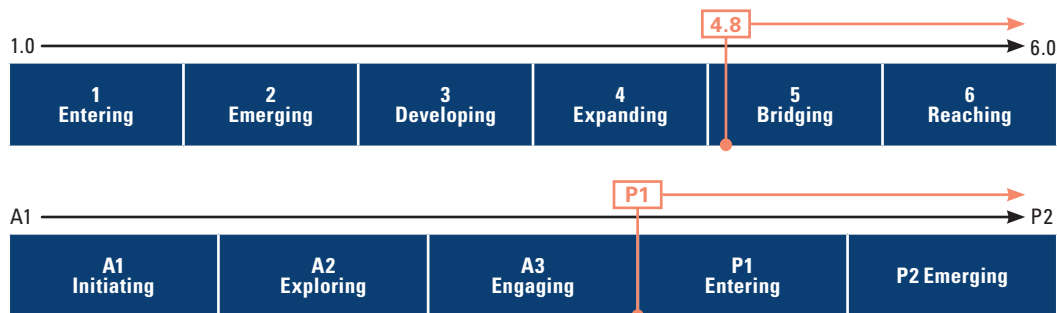 4.8
1.0 6.0
1 2 3 4 5 6
Entering Emerging Developing Expanding Bridging Reaching
P1
A1 P2
A1 A2 A3 P1
Initiating Exploring Engaging Entering P2 Emerging